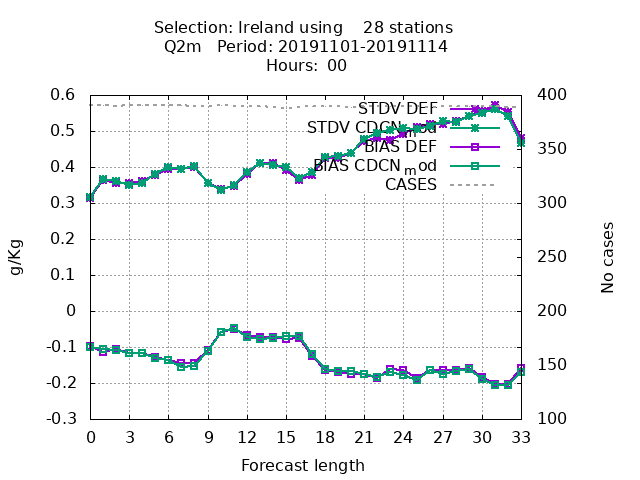 Selection: Ireland using    28 stations
Q2m   Period: 20191101-20191114
Hours: 00
0.6
0.5
0.4
0.3
0.2
0.1
0
-0.1
-0.2
-0.3
400
350
300
250
200
150
100
STDV DEF
STDV CDCN_mod
BIAS DEF
BIAS CDCN_mod
CASES
g/Kg
No cases
0 3 6 9 12 15 18 21 24 27 30 33
Forecast length